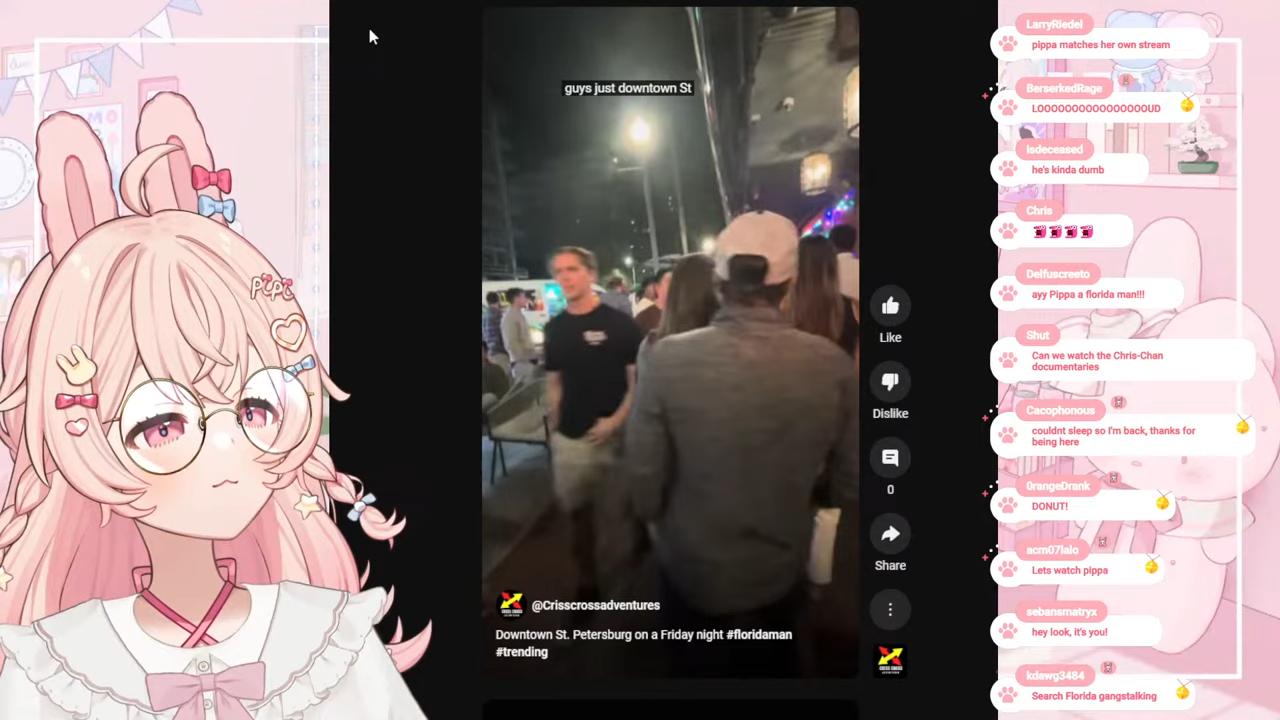 PiPi
guys just downtown St
Like
Dislike
0
Share
@Crisscrossadventures
Downtown St. Petersburg on a Friday night #floridaman
#trending
LarryRiedel
pippa matches her own stream
BerserkedRage
LOOOOOOOOOOOOOOOOUD
isdeceased
he's kinda dumb
Chris
Delfuscreeto
ayy Pippa a florida man!!!
Shut
Can we watch the Chris-Chan
documentaries
Cacophonous
couldnt sleep so I'm back, thanks for
being here
0rangeDrank
DONUT!
acm07lalo
Lets watch pippa
sebansmatryx
hey look, it's you!
kdawg3484
Search Florida gangstalking